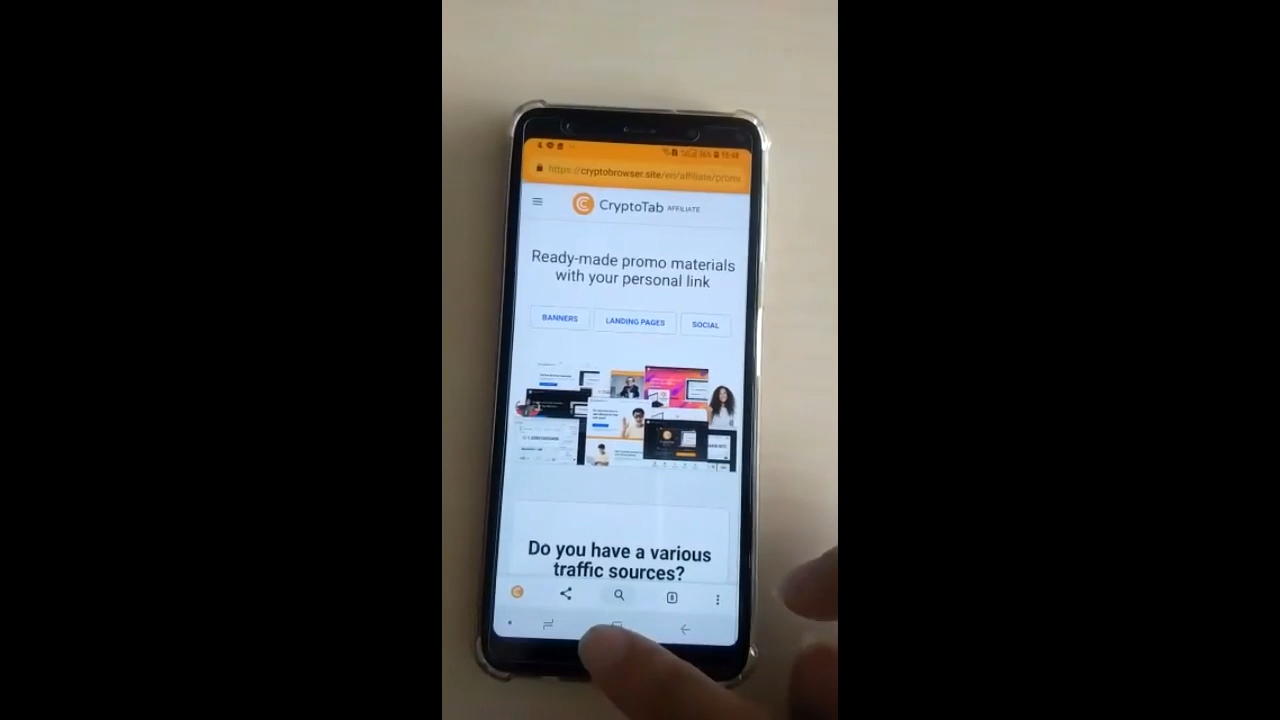 https://cryptobrowser.site/en/affiliate/promo
CryptoTab AFFILIATE
Ready-made promo materials
with your personal link
BANNERS
LANDING PAGES
SOCIAL
Do you have a various
traffic sources?